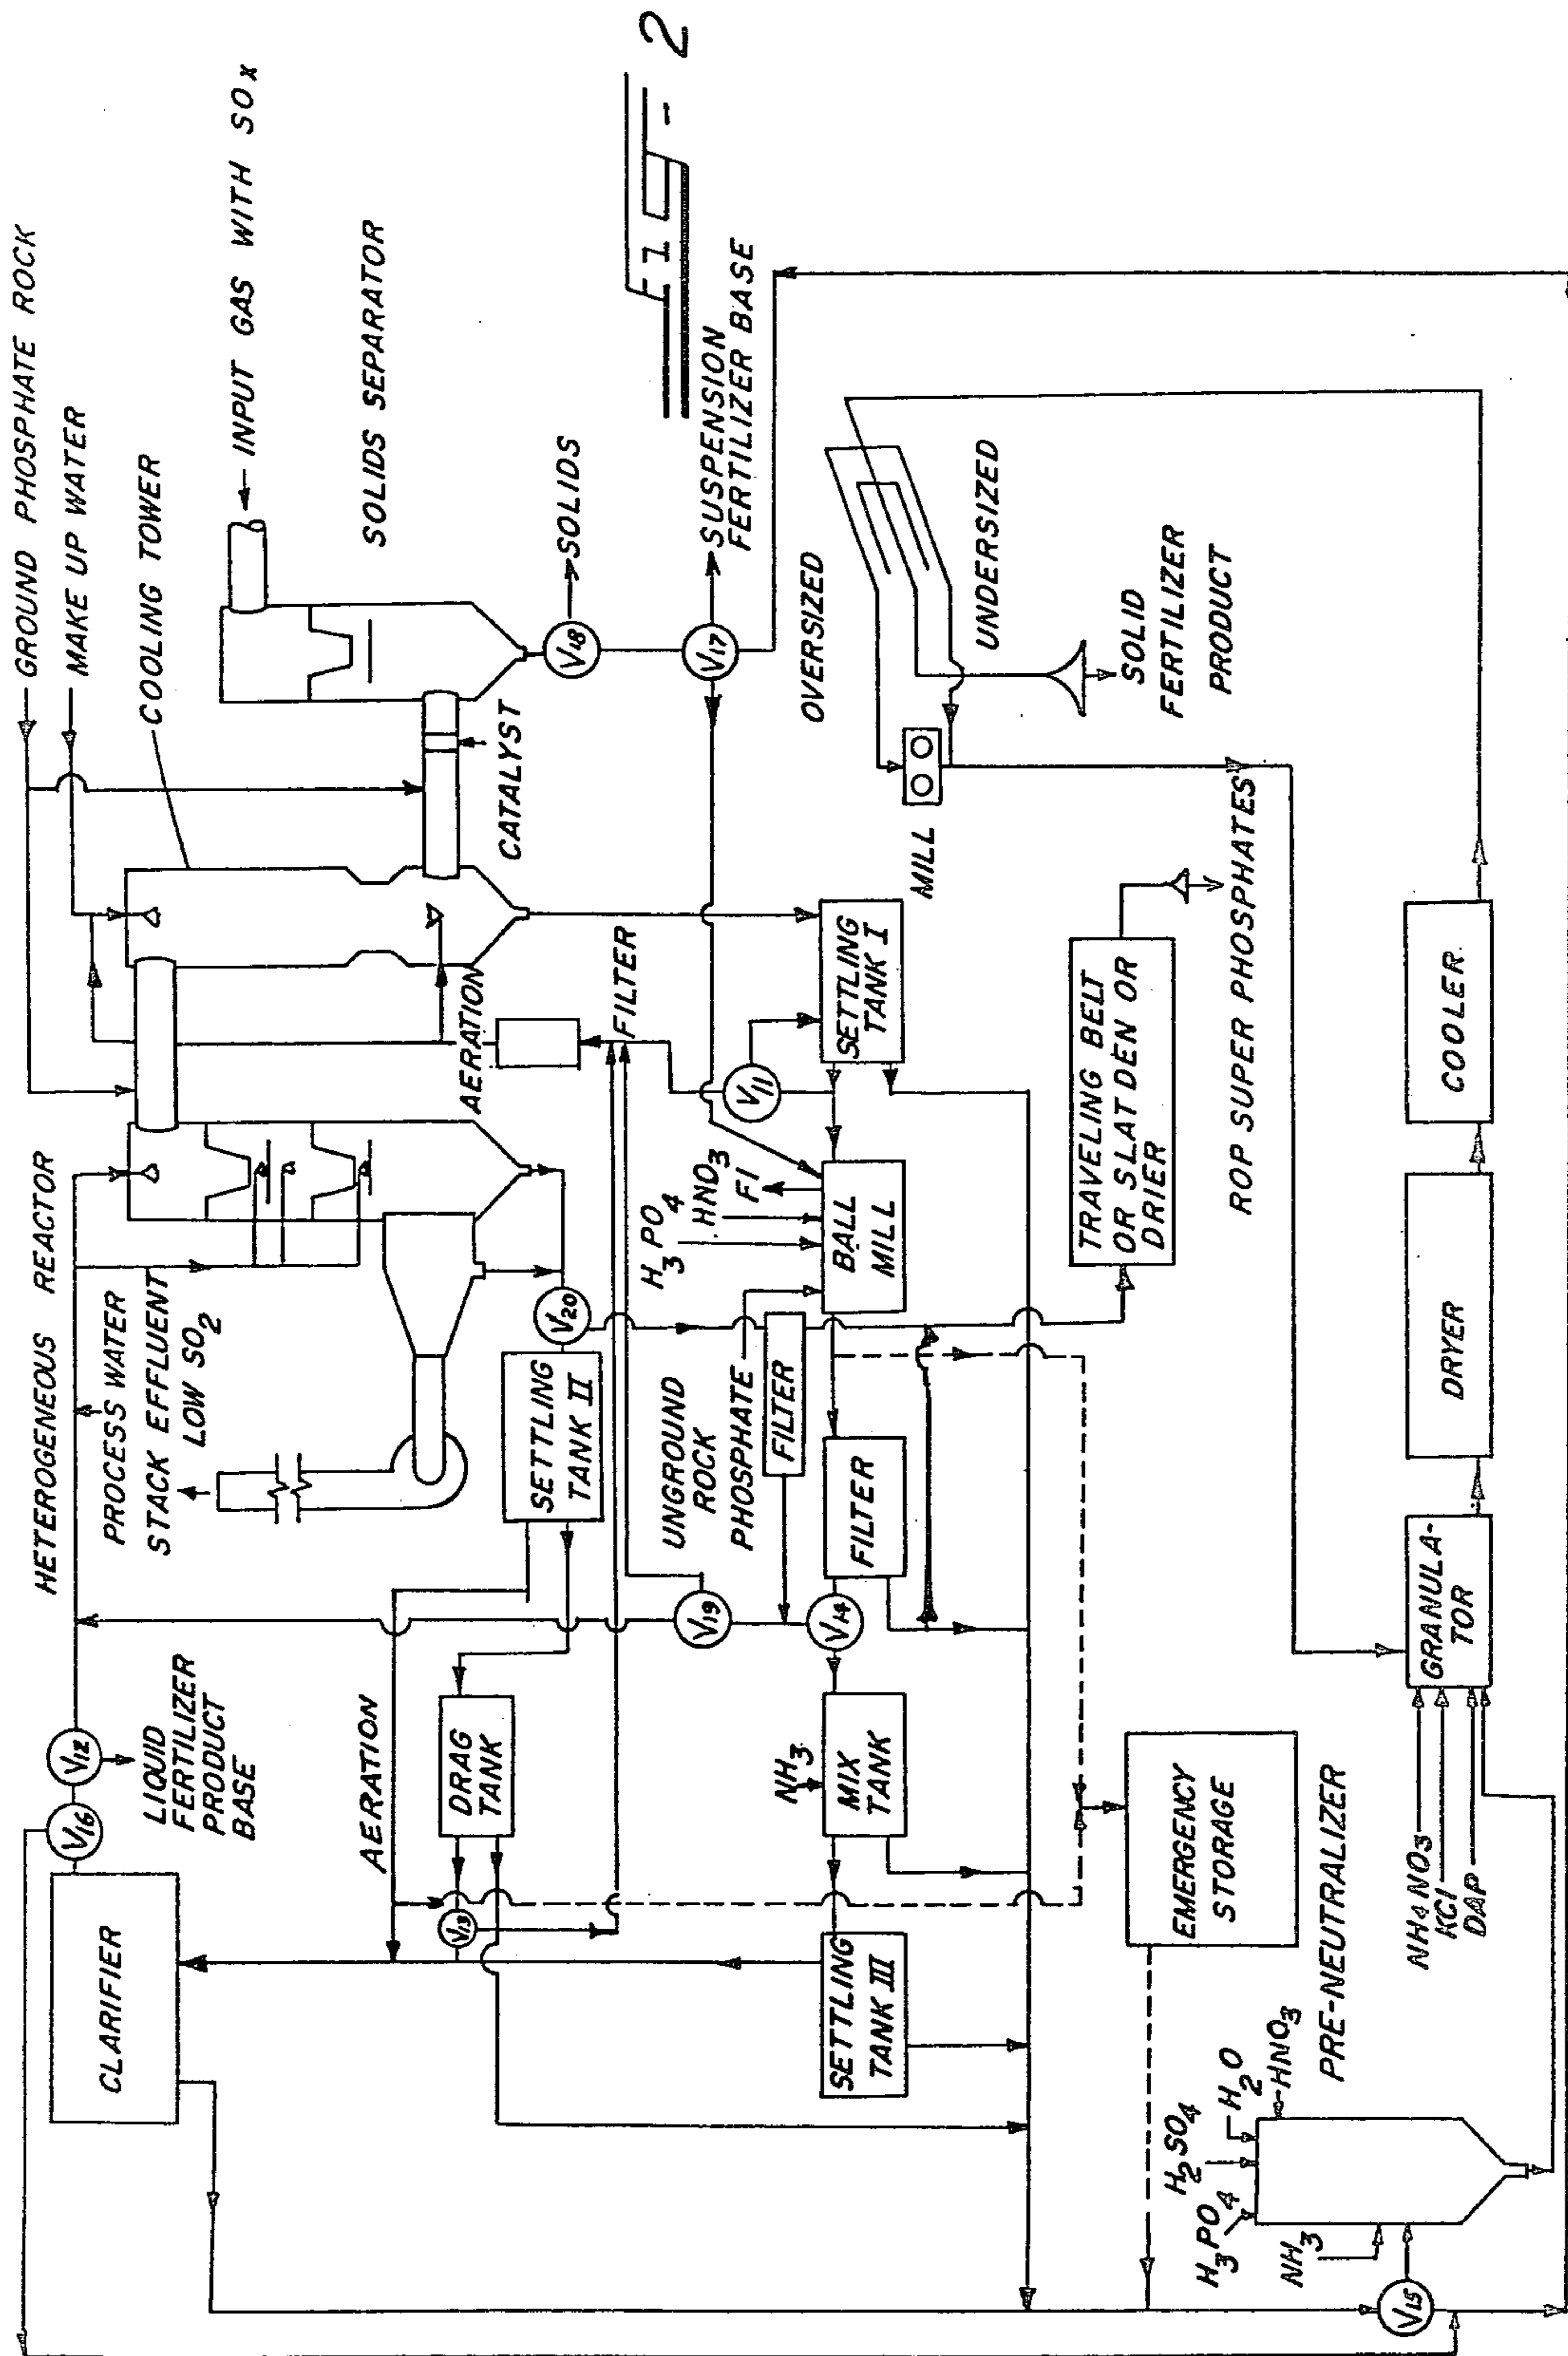 HETEROGENEOUS REACTOR
GROUND PHOSPHATE ROCK
MAKE UP WATER
COOLING TOWER
INPUT GAS WITH SOx
SOLIDS SEPARATOR
FIG-2
CLARIFIER
V16
V12
LIQUID
FERTILIZER
PRODUCT
BASE
PROCESS WATER
STACK EFFLUENT
LOW SO2
CATALYST
V18
SOLIDS
V17
SUSPENSION
FERTILIZER BASE
AERATION
AERATION
FILTER
V20
SETTLING
TANK II
DRAG
TANK
V13
V19
UNGROUND
ROCK
PHOSPHATE
H3PO4
HNO3
Fl
V11
SETTLING
TANK I
BALL
MILL
FILTER
FILTER
V14
NH3
MIX
TANK
SETTLING
TANK III
OVERSIZED
UNDERSIZED
MILL
SOLID
FERTILIZER
PRODUCT
TRAVELING BELT
OR SLAT DEN OR
DRIER
ROP SUPER PHOSPHATES
EMERGENCY
STORAGE
PRE-NEUTRALIZER
H3PO4
H2SO4
H2O
HNO3
NH3
V15
NH4NO3
KCl
DAP
GRANULA-
TOR
DRYER
COOLER